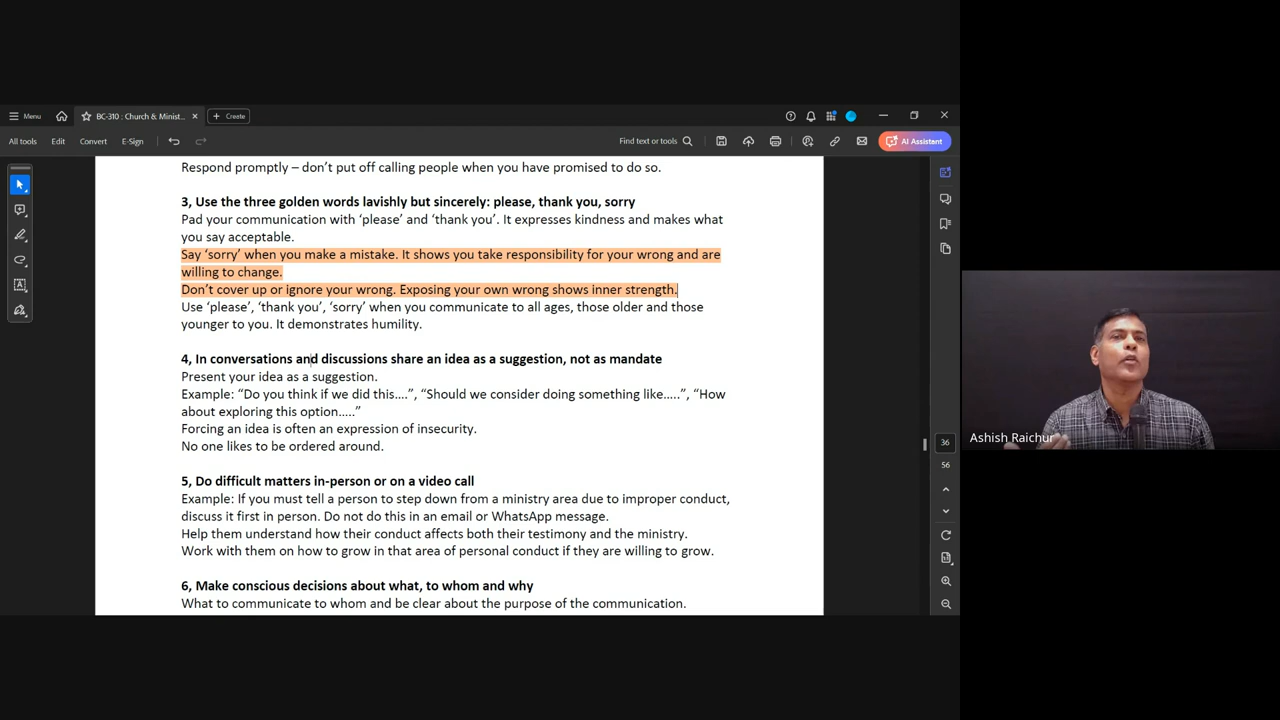 Menu
BC-310 : Church & Minist...
Create
All tools
Edit
Convert
E-Sign
Find text or tools
AI Assistant
Respond promptly – don’t put off calling people when you have promised to do so.
3, Use the three golden words lavishly but sincerely: please, thank you, sorry
Pad your communication with ‘please’ and ‘thank you’. It expresses kindness and makes what
you say acceptable.
Say ‘sorry’ when you make a mistake. It shows you take responsibility for your wrong and are
willing to change.
Don’t cover up or ignore your wrong. Exposing your own wrong shows inner strength.
Use ‘please’, ‘thank you’, ‘sorry’ when you communicate to all ages, those older and those
younger to you. It demonstrates humility.
4, In conversations and discussions share an idea as a suggestion, not as mandate
Present your idea as a suggestion.
Example: “Do you think if we did this....”, “Should we consider doing something like.....”, “How
about exploring this option.....”
Forcing an idea is often an expression of insecurity.
No one likes to be ordered around.
5, Do difficult matters in-person or on a video call
Example: If you must tell a person to step down from a ministry area due to improper conduct,
discuss it first in person. Do not do this in an email or WhatsApp message.
Help them understand how their conduct affects both their testimony and the ministry.
Work with them on how to grow in that area of personal conduct if they are willing to grow.
6, Make conscious decisions about what, to whom and why
What to communicate to whom and be clear about the purpose of the communication.
36
56
Ashish Raichur